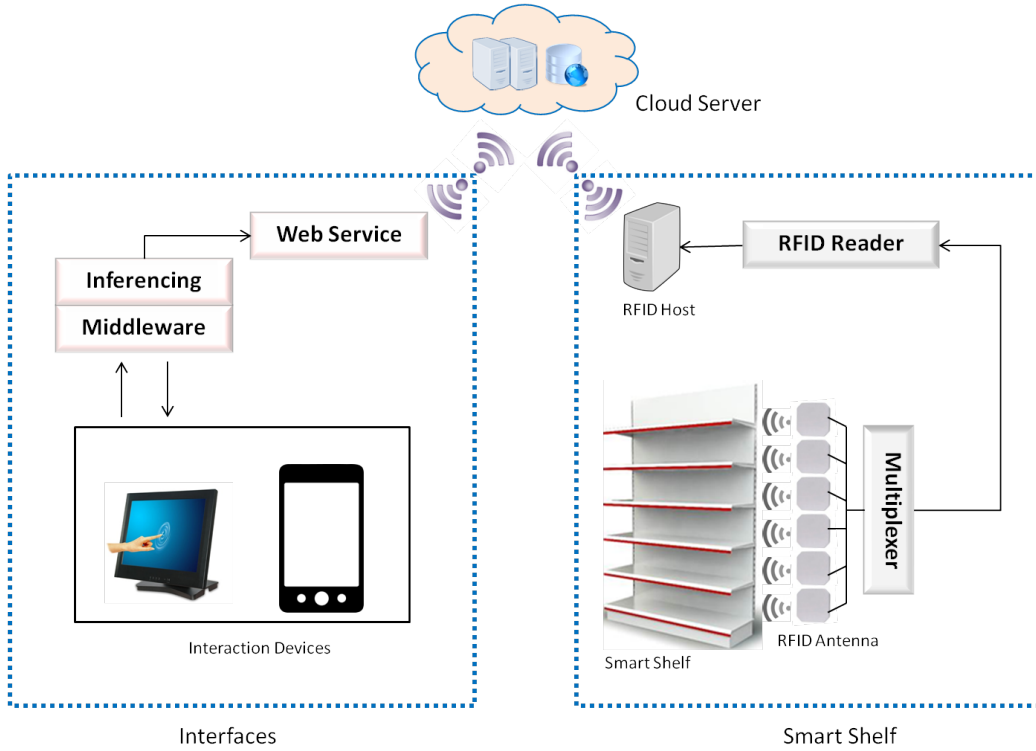 Cloud Server
Web Service
Inferencing
Middleware
Interaction Devices
Interfaces
RFID Reader
RFID Host
Multiplexer
RFID Antenna
Smart Shelf
Smart Shelf